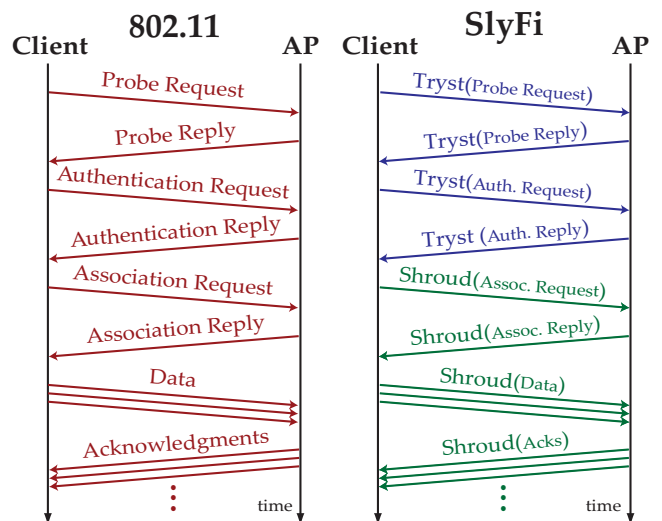 802.11
Client
AP
Probe Request
Probe Reply
Authentication Request
Authentication Reply
Association Request
Association Reply
Data
Acknowledgments
time
SlyFi
Client
AP
Tryst(Probe Request)
Tryst(Probe Reply)
Tryst(Auth. Request)
Tryst (Auth. Reply)
Shroud(Assoc. Request)
Shroud(Assoc. Reply)
Shroud(Data)
Shroud(Acks)
time